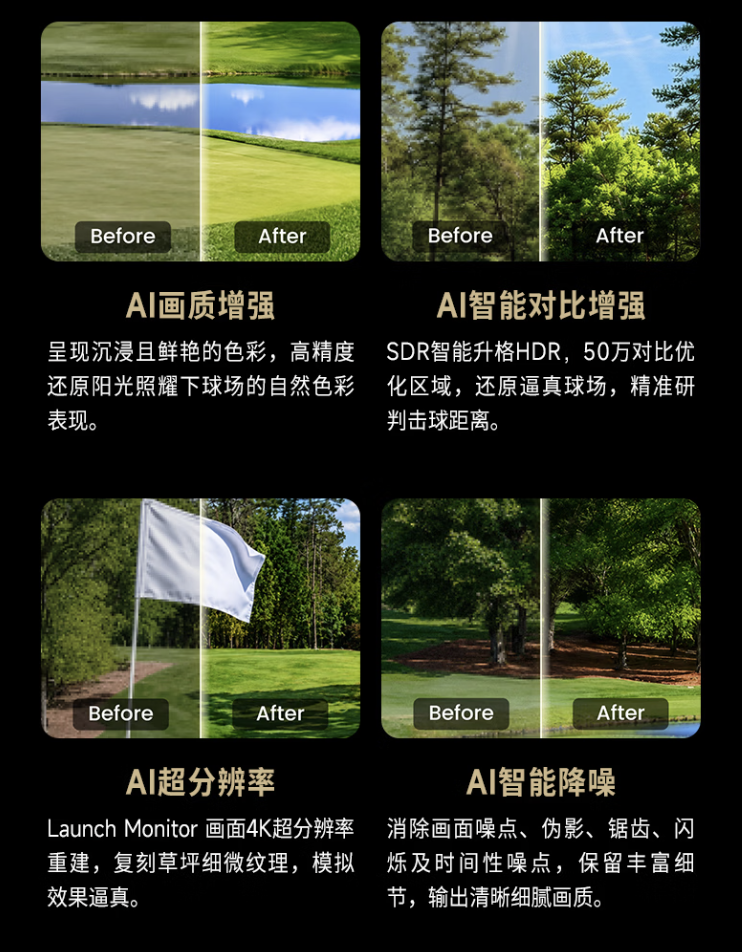 Before
After
Before
After
AI画质增强
AI智能对比增强
呈现沉浸且鲜艳的色彩，高精度
还原阳光照耀下球场的自然色彩
表现。
SDR智能升格HDR，50万对比优
化区域，还原逼真球场，精准研
判击球距离。
Before
After
Before
After
AI超分辨率
AI智能降噪
Launch Monitor 画面4K超分辨率
重建，复刻草坪细微纹理，模拟
效果逼真。
消除画面噪点、伪影、锯齿、闪
烁及时间性噪点，保留丰富细
节，输出清晰细腻画质。